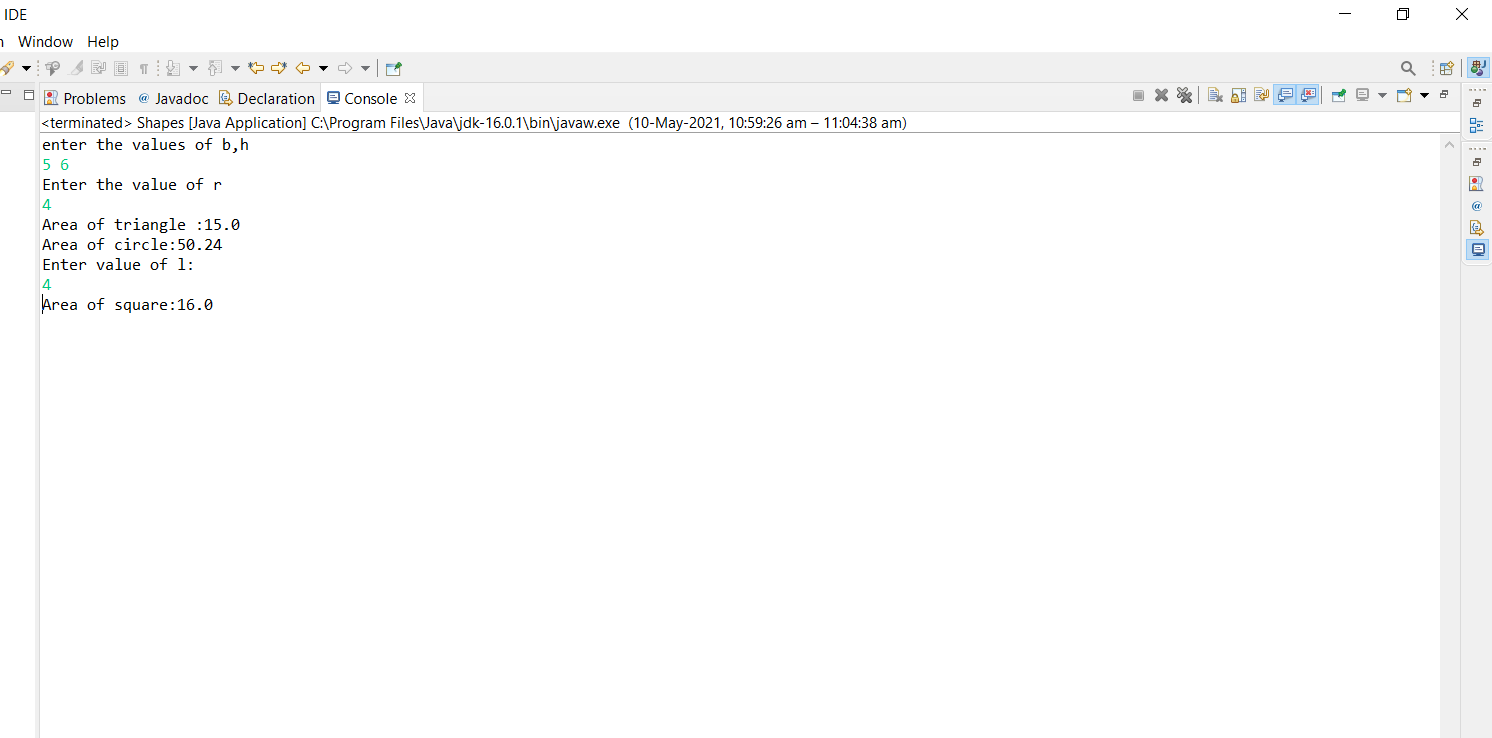 IDE
Window Help
Problems @ Javadoc Declaration Console
<terminated> Shapes [Java Application] C:\Program Files\Java\jdk-16.0.1\bin\javaw.exe (10-May-2021, 10:59:26 am – 11:04:38 am)
enter the values of b,h
5 6
Enter the value of r
4
Area of triangle :15.0
Area of circle:50.24
Enter value of l:
4
Area of square:16.0